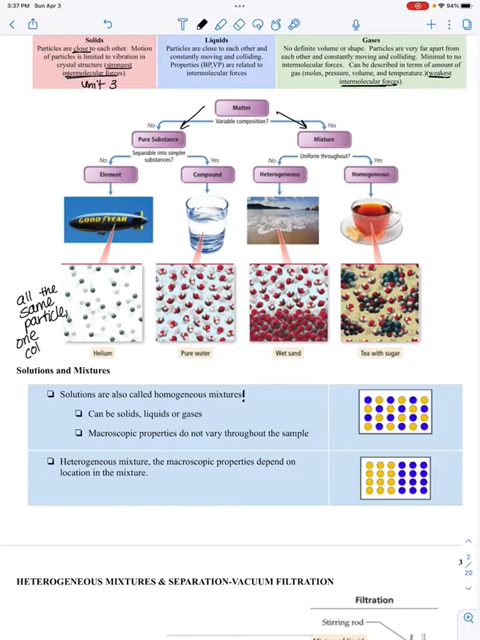 3:37 PM Sun Apr 3
94%
Solids
Particles are close to each other. Motion
of particles is limited to vibration in
crystal structure (strongest
intermolecular forces).
unit 3
Liquids
Particles are close to each other and
constantly moving and colliding.
Properties (BP,VP) are related to
intermolecular forces
Gases
No definite volume or shape. Particles are very far apart from
each other and constantly moving and colliding. Minimal to no
intermolecular forces. Can be described in terms of amount of
gas (moles, pressure, volume, and temperature.)(weakest
intermolecular forces).
Matter
Variable composition?
No
Yes
Pure Substance
Mixture
Separable into simpler
substances?
Uniform throughout?
No
Yes
No
Yes
Element
Compound
Heterogeneous
Homogeneous
GOODYEAR
all the
same
particle,
one
col
Helium
Pure water
Wet sand
Tea with sugar
Solutions and Mixtures
Solutions are also called homogeneous mixtures!
Can be solids, liquids or gases
Macroscopic properties do not vary throughout the sample
Heterogeneous mixture, the macroscopic properties depend on
location in the mixture.
3
2
/
20
HETEROGENEOUS MIXTURES & SEPARATION-VACUUM FILTRATION
Filtration
Stirring rod